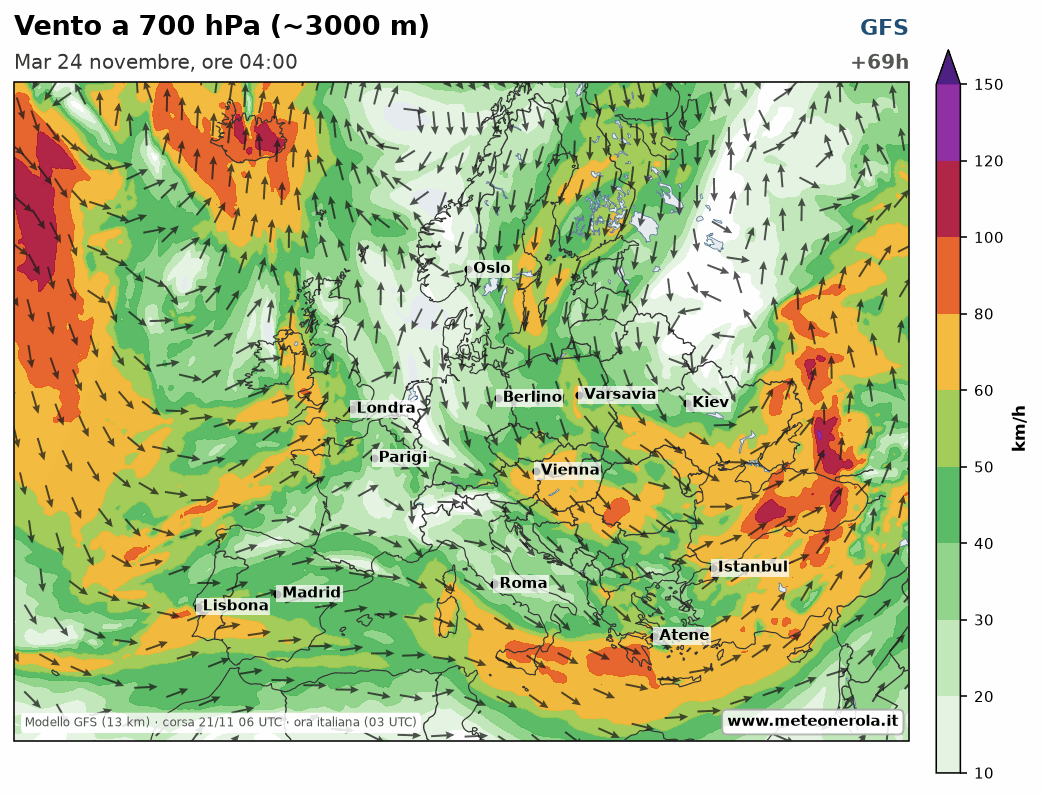 Vento a 700 hPa (~3000 m)
GFS
Mar 24 novembre, ore 04:00
+69h
150
120
100
80
60
50
40
30
20
10
km/h
Oslo
Londra
Berlino
Varsavia
Kiev
Parigi
Vienna
Istanbul
Roma
Madrid
Lisbona
Atene
Modello GFS (13 km) · corsa 21/11 06 UTC · ora italiana (03 UTC)
www.meteonerola.it